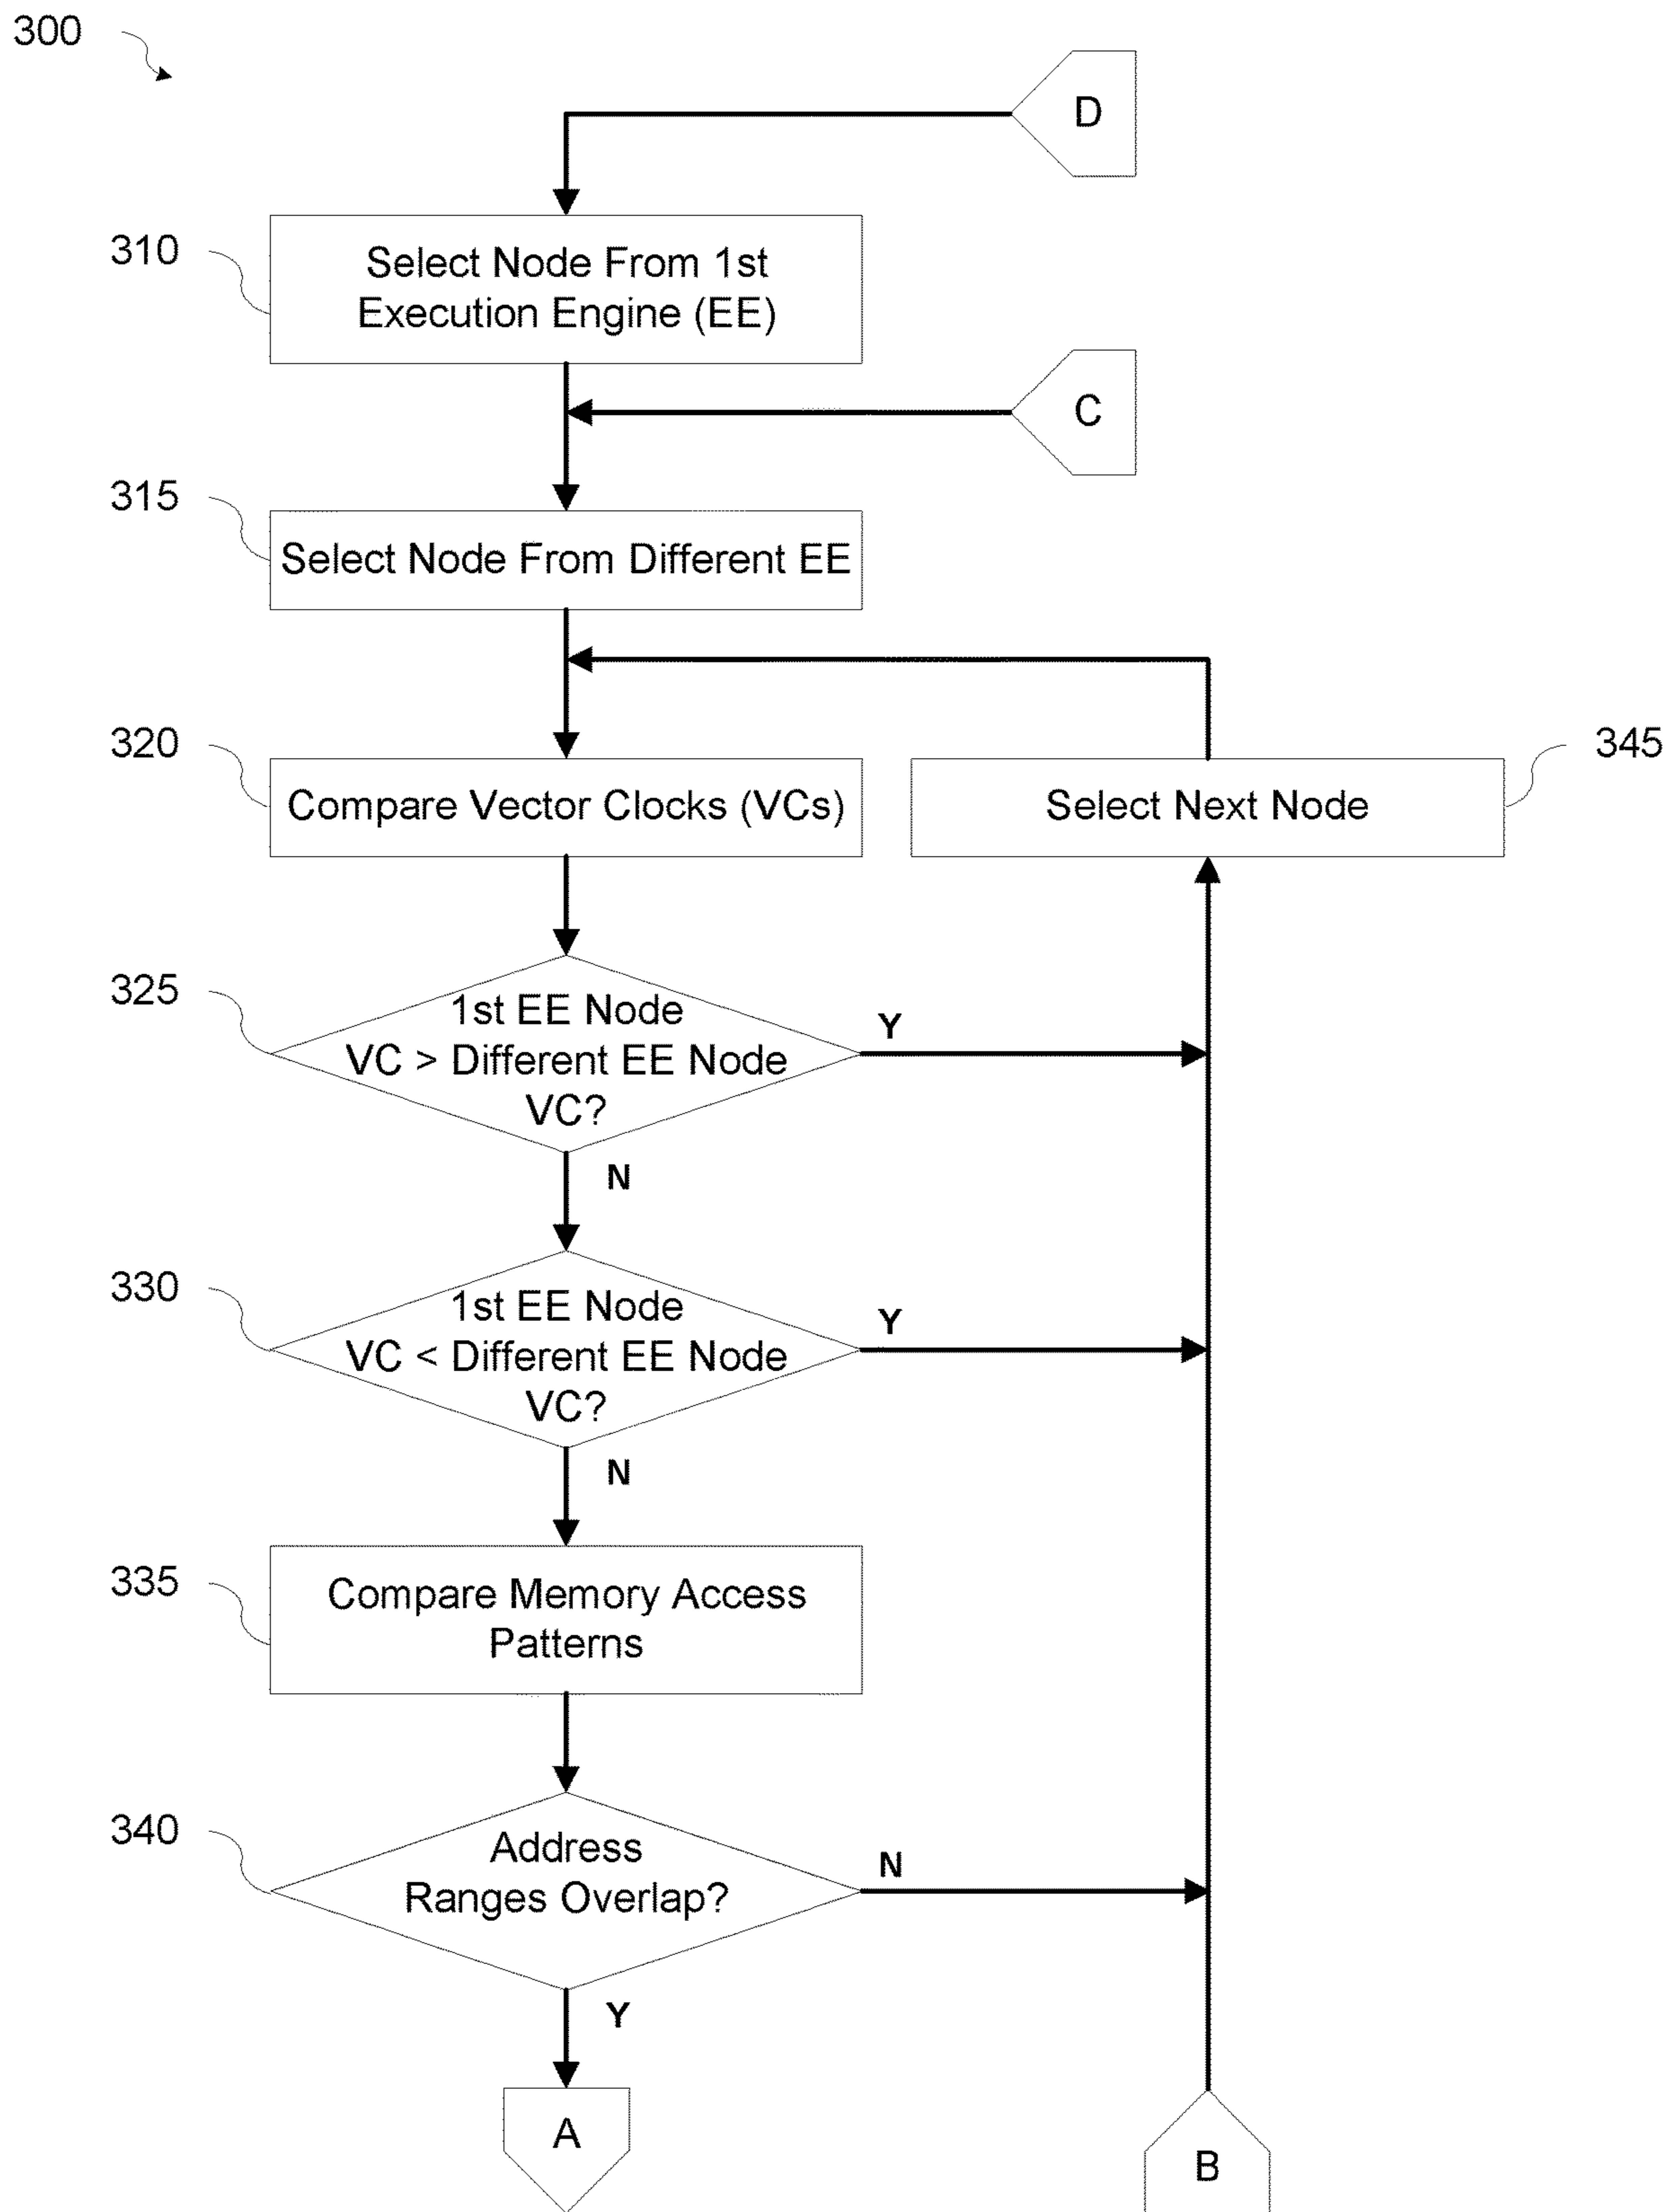 300
D
310
Select Node From 1st
Execution Engine (EE)
C
315
Select Node From Different EE
320
Compare Vector Clocks (VCs)
Select Next Node
345
325
1st EE Node
VC > Different EE Node
VC?
Y
N
330
1st EE Node
VC < Different EE Node
VC?
Y
N
335
Compare Memory Access
Patterns
340
Address
Ranges Overlap?
N
Y
A
B